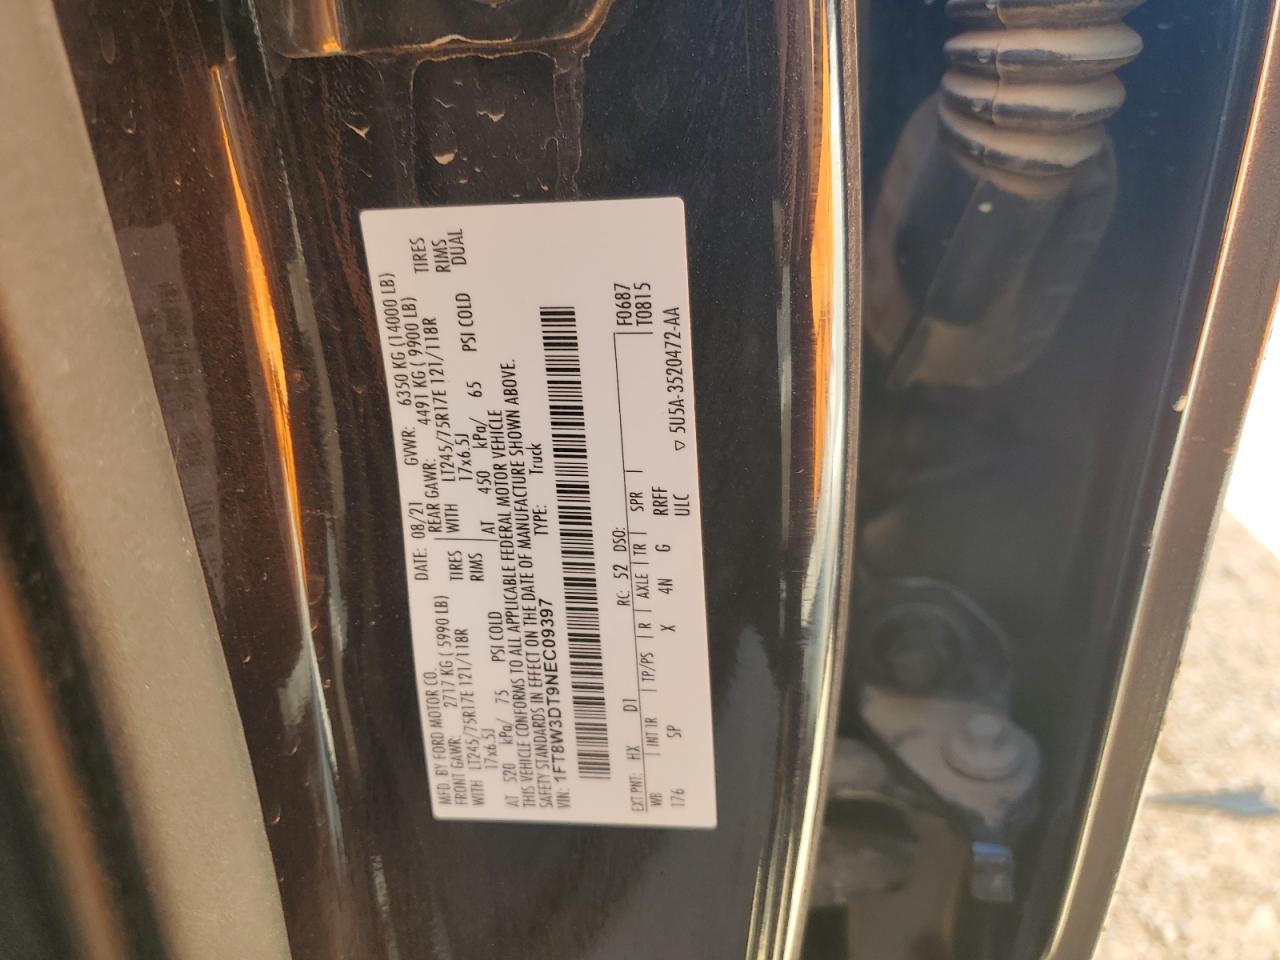 MFD. BY FORD MOTOR CO.
DATE: 08/21 GVWR: 6350 KG (14000 LB)
FRONT GAWR: 2717 KG ( 5990 LB) REAR GAWR: 4491 KG ( 9900 LB)
WITH LT245/75R17E 121/118R TIRES WITH LT245/75R17E 121/118R TIRES
17x6.5J RIMS 17x6.5J RIMS
AT 520 kPa/ 75 PSI COLD AT 450 kPa/ 65 PSI COLD DUAL
THIS VEHICLE CONFORMS TO ALL APPLICABLE FEDERAL MOTOR VEHICLE
SAFETY STANDARDS IN EFFECT ON THE DATE OF MANUFACTURE SHOWN ABOVE.
VIN: 1FT8W3DT9NEC09397 TYPE: Truck
F0687
T0815
EXT PNT: HX D1 RC: 52 DSO:
WB INT TR TP/PS R AXLE TR SPR
176 SP X 4N G RRFF
ULC ▽ 5U5A-3520472-AA